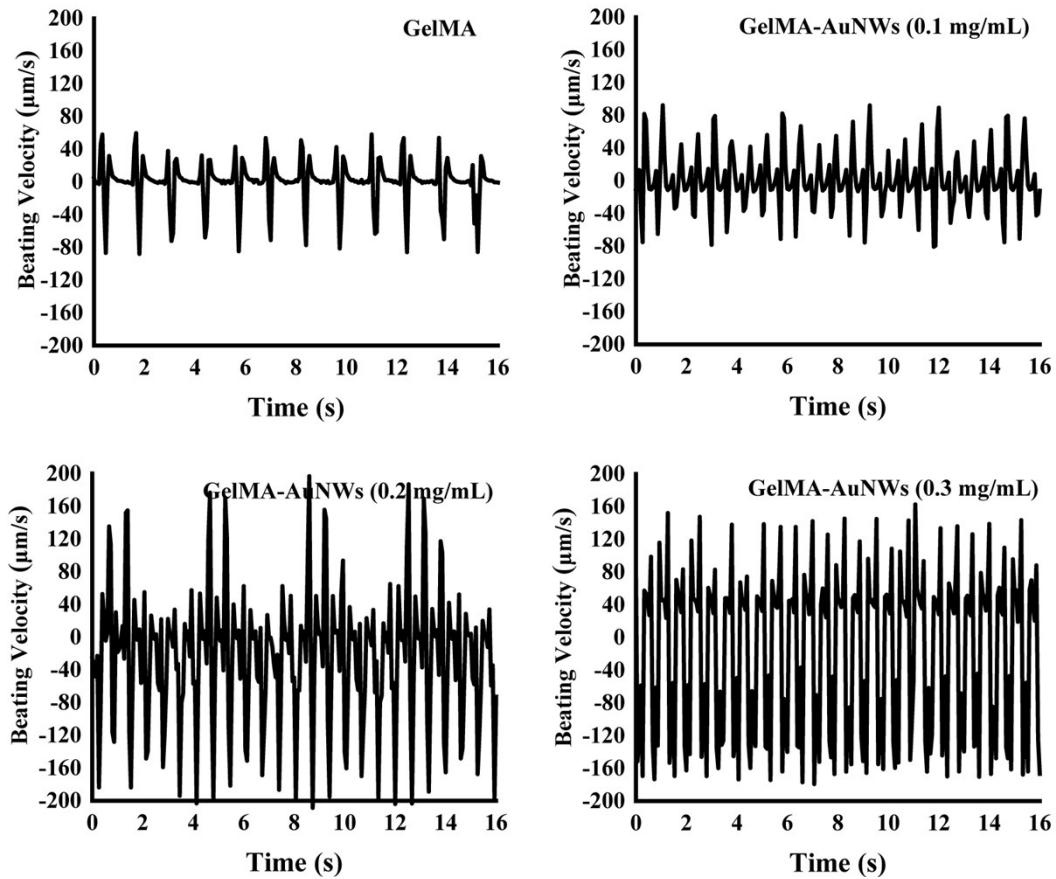 GelMA
Beating Velocity (µm/s)
200
160
120
80
40
0
-40
-80
-120
-160
-200
0 2 4 6 8 10 12 14 16
Time (s)
GelMA-AuNWs (0.1 mg/mL)
Beating Velocity (µm/s)
200
160
120
80
40
0
-40
-80
-120
-160
-200
0 2 4 6 8 10 12 14 16
Time (s)
GelMA-AuNWs (0.2 mg/mL)
Beating Velocity (µm/s)
200
160
120
80
40
0
-40
-80
-120
-160
-200
0 2 4 6 8 10 12 14 16
Time (s)
GelMA-AuNWs (0.3 mg/mL)
Beating Velocity (µm/s)
200
160
120
80
40
0
-40
-80
-120
-160
-200
0 2 4 6 8 10 12 14 16
Time (s)